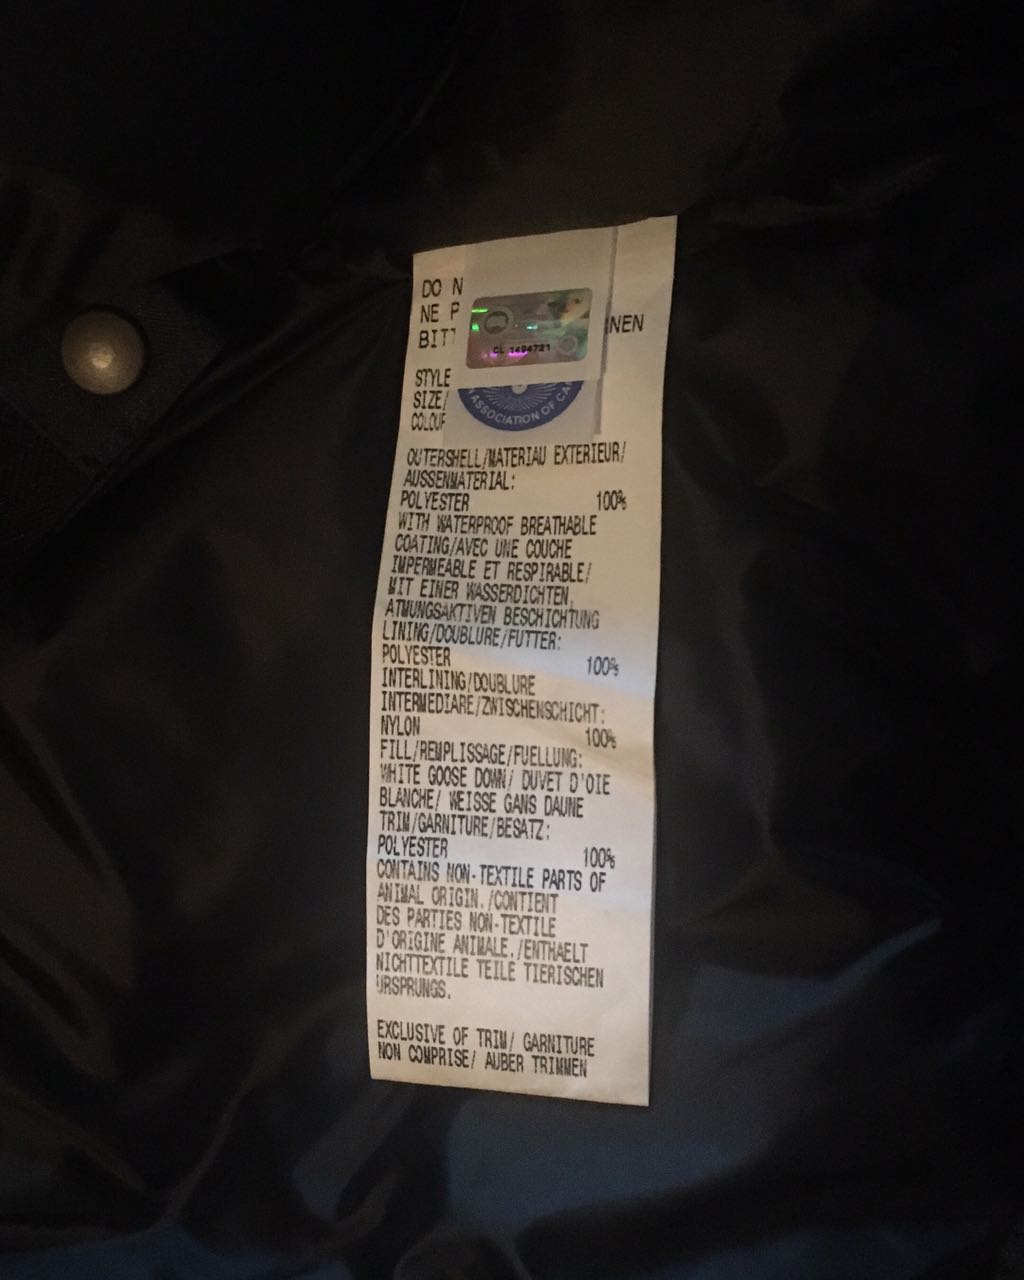 DO N
NE P
BITT NEN
CL 1494721
STYLE
SIZE/
COLOUR
ASSOCIATION OF CA
OUTERSHELL/MATERIAU EXTERIEUR/
AUSSENMATERIAL:
POLYESTER 100%
WITH WATERPROOF BREATHABLE
COATING/AVEC UNE COUCHE
IMPERMEABLE ET RESPIRABLE/
MIT EINER WASSERDICHTEN,
ATMUNGSAKTIVEN BESCHICHTUNG
LINING/DOUBLURE/FUTTER:
POLYESTER 100%
INTERLINING/DOUBLURE
INTERMEDIARE/ZWISCHENSCHICHT:
NYLON 100%
FILL/REMPLISSAGE/FUELLUNG:
WHITE GOOSE DOWN/ DUVET D'OIE
BLANCHE/ WEISSE GANS DAUNE
TRIM/GARNITURE/BESATZ:
POLYESTER 100%
CONTAINS NON-TEXTILE PARTS OF
ANIMAL ORIGIN./CONTIENT
DES PARTIES NON-TEXTILE
D'ORIGINE ANIMALE./ENTHAELT
NICHTTEXTILE TEILE TIERISCHEN
URSPRUNGS.
EXCLUSIVE OF TRIM/ GARNITURE
NON COMPRISE/ AUBER TRIMMEN